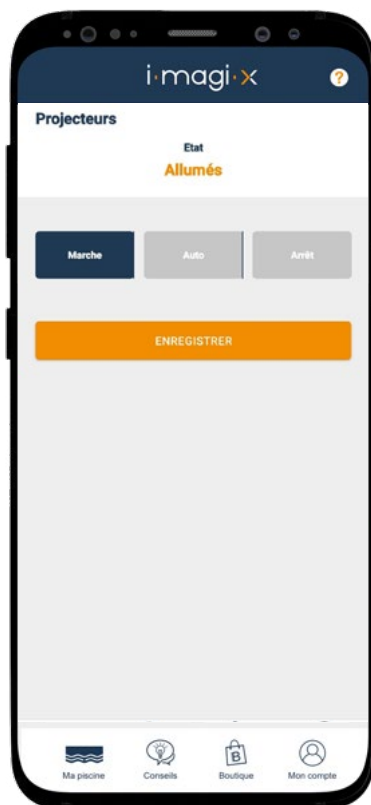 i·magi·x
?
Projecteurs
Etat
Allumés
Marche Auto Arrêt
ENREGISTRER
B
Ma piscine Conseils Boutique Mon compte